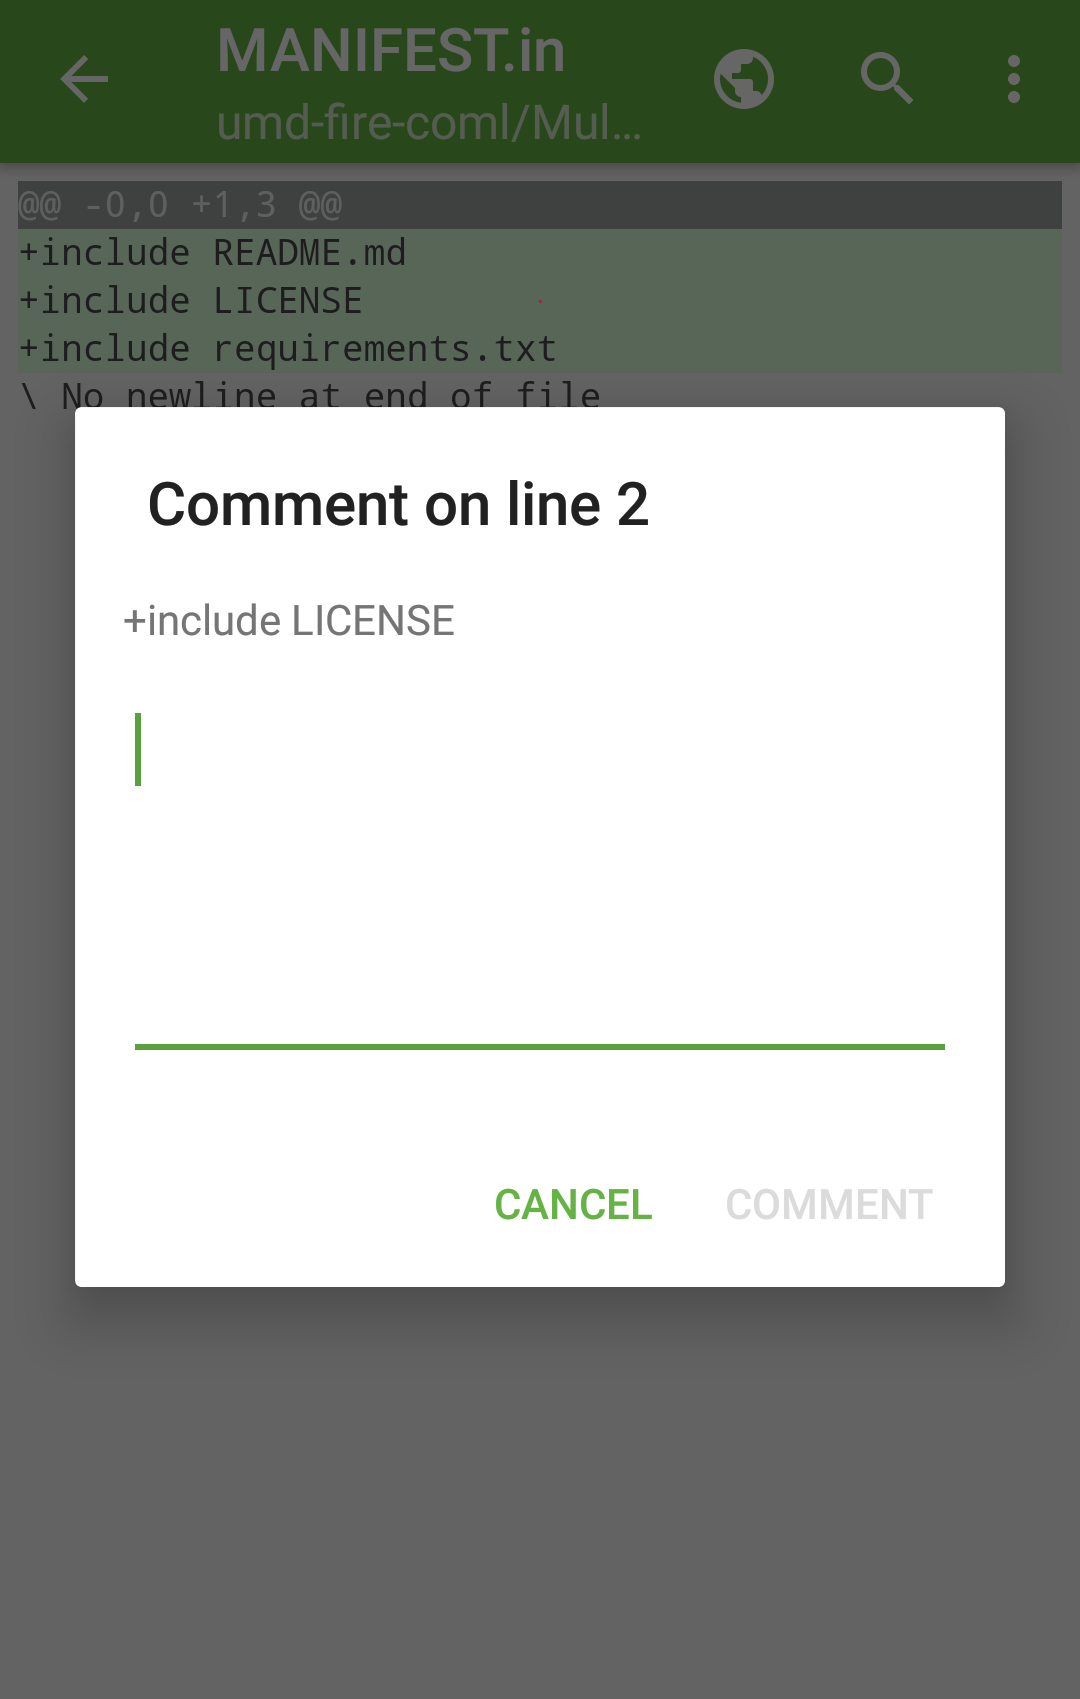 MANIFEST.in
umd-fire-coml/Mul...
@@ -0,0 +1,3 @@
+include README.md
+include LICENSE
+include requirements.txt
\ No newline at end of file
Comment on line 2
+include LICENSE
CANCEL COMMENT